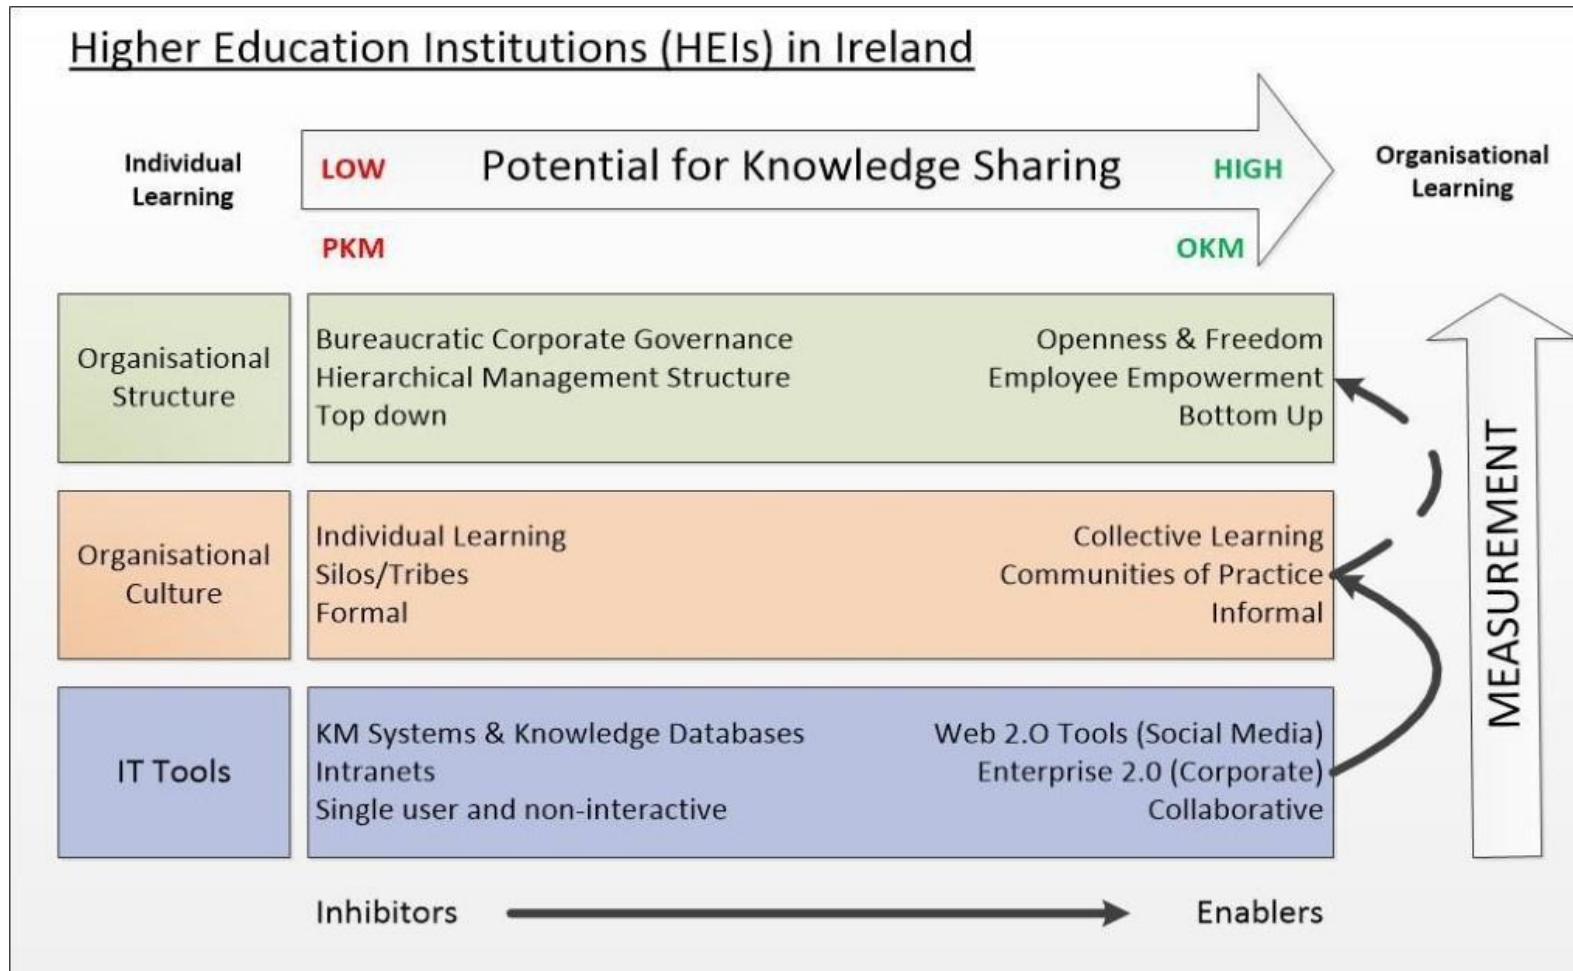 Higher Education Institutions (HEIs) in Ireland
Individual
Learning
LOW
Potential for Knowledge Sharing
HIGH
Organisational
Learning
PKM
OKM
Organisational
Structure
Bureaucratic Corporate Governance
Hierarchical Management Structure
Top down
Openness & Freedom
Employee Empowerment
Bottom Up
Organisational
Culture
Individual Learning
Silos/Tribes
Formal
Collective Learning
Communities of Practice
Informal
IT Tools
KM Systems & Knowledge Databases
Intranets
Single user and non-interactive
Web 2.O Tools (Social Media)
Enterprise 2.0 (Corporate)
Collaborative
MEASUREMENT
Inhibitors
Enablers